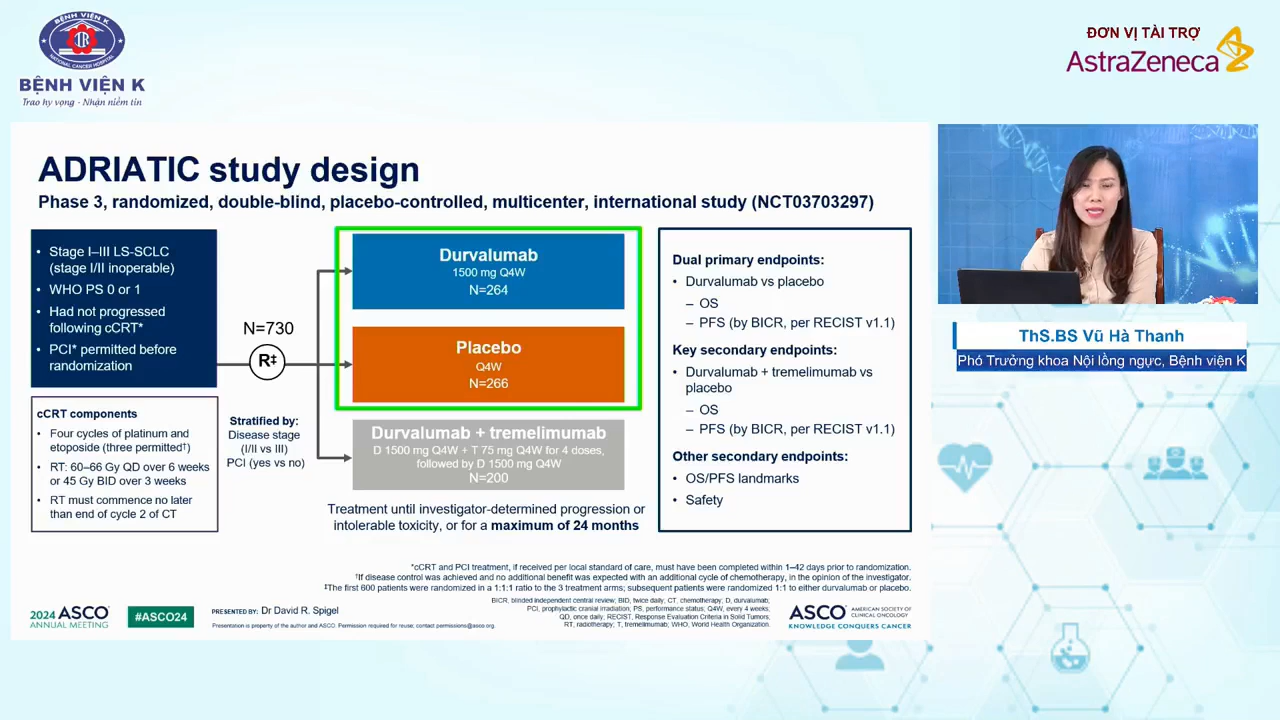 BỆNH VIỆN K
NATIONAL CANCER HOSPITAL
BỆNH VIỆN K
Trao hy vọng - Nhận niềm tin
ĐƠN VỊ TÀI TRỢ
AstraZeneca
ADRIATIC study design
Phase 3, randomized, double-blind, placebo-controlled, multicenter, international study (NCT03703297)
• Stage I–III LS-SCLC
(stage I/II inoperable)
• WHO PS 0 or 1
• Had not progressed
following cCRT*
• PCI* permitted before
randomization
cCRT components
• Four cycles of platinum and
etoposide (three permitted†)
• RT: 60–66 Gy QD over 6 weeks
or 45 Gy BID over 3 weeks
• RT must commence no later
than end of cycle 2 of CT
N=730
R‡
Stratified by:
Disease stage
(I/II vs III)
PCI (yes vs no)
Durvalumab
1500 mg Q4W
N=264
Placebo
Q4W
N=266
Durvalumab + tremelimumab
D 1500 mg Q4W + T 75 mg Q4W for 4 doses,
followed by D 1500 mg Q4W
N=200
Treatment until investigator-determined progression or
intolerable toxicity, or for a maximum of 24 months
Dual primary endpoints:
• Durvalumab vs placebo
– OS
– PFS (by BICR, per RECIST v1.1)
Key secondary endpoints:
• Durvalumab + tremelimumab vs
placebo
– OS
– PFS (by BICR, per RECIST v1.1)
Other secondary endpoints:
• OS/PFS landmarks
• Safety
*cCRT and PCI treatment, if received per local standard of care, must have been completed within 1–42 days prior to randomization.
†If disease control was achieved and no additional benefit was expected with an additional cycle of chemotherapy, in the opinion of the investigator.
‡The first 600 patients were randomized in a 1:1:1 ratio to the 3 treatment arms; subsequent patients were randomized 1:1 to either durvalumab or placebo.
BICR, blinded independent central review; BID, twice daily; CT, chemotherapy; D, durvalumab;
PCI, prophylactic cranial irradiation; PS, performance status; Q4W, every 4 weeks;
QD, once daily; RECIST, Response Evaluation Criteria in Solid Tumors;
RT, radiotherapy; T, tremelimumab; WHO, World Health Organization.
2024 ASCO
ANNUAL MEETING
#ASCO24
PRESENTED BY: Dr David R. Spigel
Presentation is property of the author and ASCO. Permission required for reuse; contact permissions@asco.org.
ASCO AMERICAN SOCIETY OF
CLINICAL ONCOLOGY
KNOWLEDGE CONQUERS CANCER
ThS.BS Vũ Hà Thanh
Phó Trưởng khoa Nội lồng ngực, Bệnh viện K